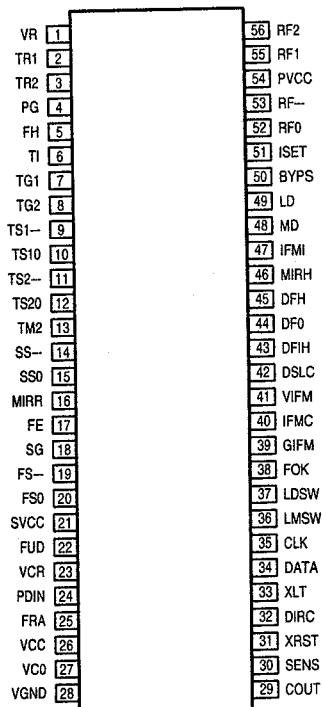 VR 1
TR1 2
TR2 3
PG 4
FH 5
TI 6
TG1 7
TG2 8
TS1-- 9
TS10 10
TS2-- 11
TS20 12
TM2 13
SS-- 14
SS0 15
MIRR 16
FE 17
SG 18
FS-- 19
FS0 20
SVCC 21
FUD 22
VCR 23
PDIN 24
FRA 25
VCC 26
VC0 27
VGND 28
56 RF2
55 RF1
54 PVCC
53 RF--
52 RF0
51 ISET
50 BYPS
49 LD
48 MD
47 IFMI
46 MIRH
45 DFH
44 DF0
43 DFIH
42 DSLC
41 VIFM
40 IFMC
39 GIFM
38 FOK
37 LDSW
36 LMSW
35 CLK
34 DATA
33 XLT
32 DIRC
31 XRST
30 SENS
29 COUT